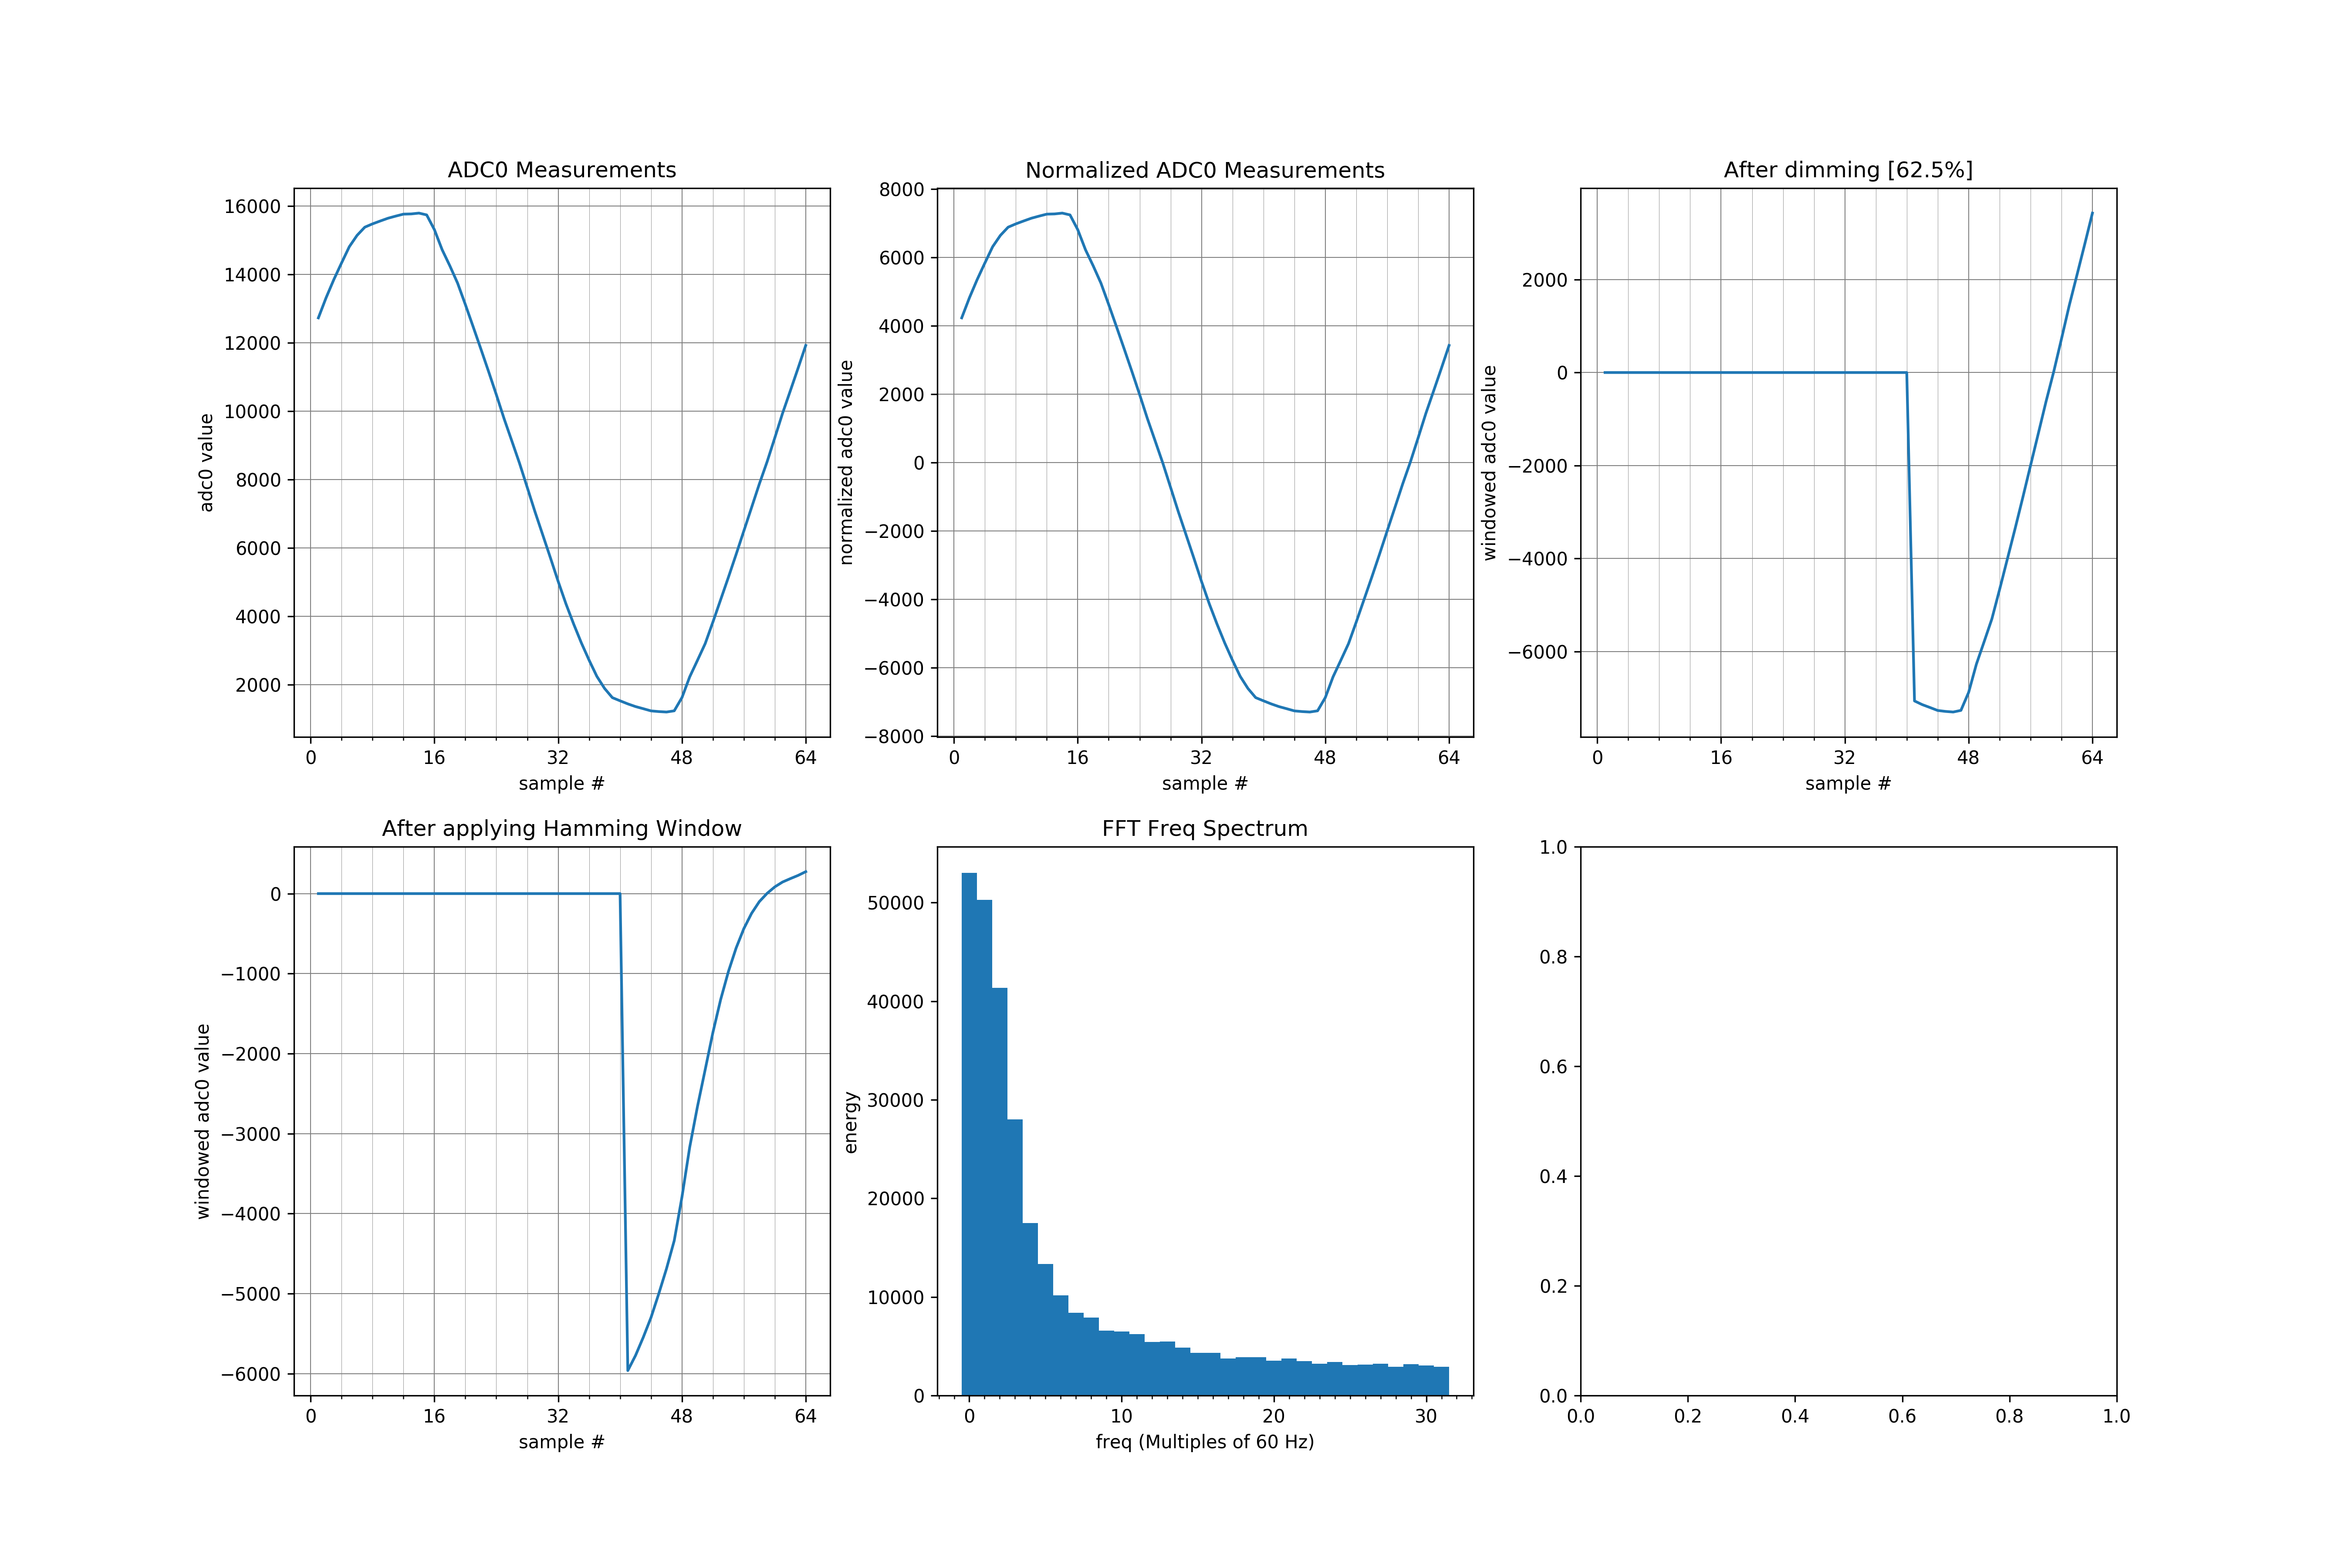 ADC0 Measurements
16000
14000
12000
10000
8000
6000
4000
2000
adc0 value
0 16 32 48 64
sample #
Normalized ADC0 Measurements
8000
6000
4000
2000
0
−2000
−4000
−6000
−8000
normalized adc0 value
0 16 32 48 64
sample #
After dimming [62.5%]
2000
0
−2000
−4000
−6000
windowed adc0 value
0 16 32 48 64
sample #
After applying Hamming Window
0
−1000
−2000
−3000
−4000
−5000
−6000
windowed adc0 value
0 16 32 48 64
sample #
FFT Freq Spectrum
50000
40000
30000
20000
10000
0
energy
0 10 20 30
freq (Multiples of 60 Hz)
1.0
0.8
0.6
0.4
0.2
0.0
0.0 0.2 0.4 0.6 0.8 1.0